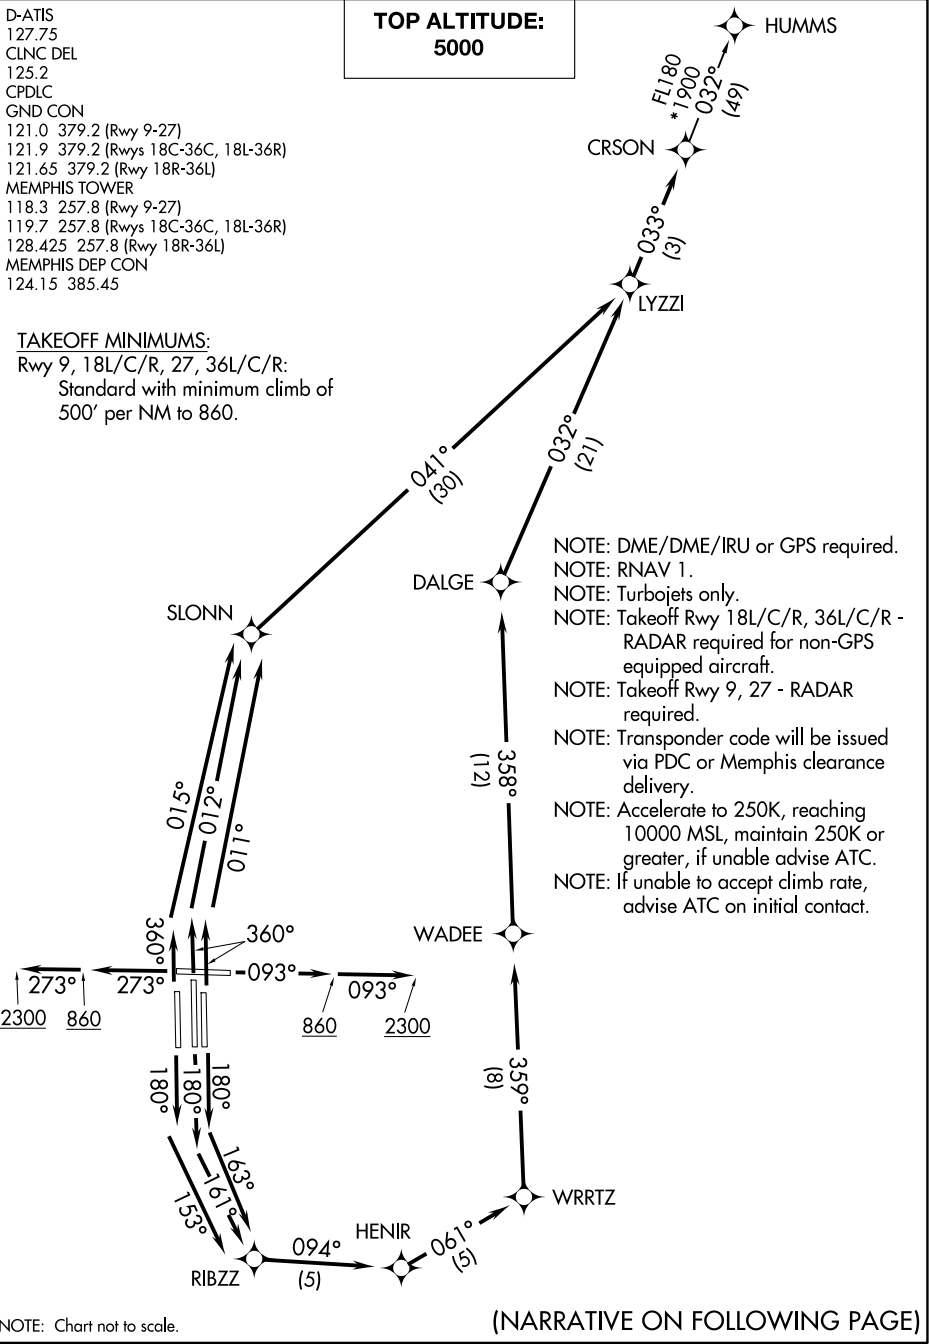 D-ATIS
127.75
CLNC DEL
125.2
CPDLC
GND CON
121.0 379.2 (Rwy 9-27)
121.9 379.2 (Rwys 18C-36C, 18L-36R)
121.65 379.2 (Rwy 18R-36L)
MEMPHIS TOWER
118.3 257.8 (Rwy 9-27)
119.7 257.8 (Rwys 18C-36C, 18L-36R)
128.425 257.8 (Rwy 18R-36L)
MEMPHIS DEP CON
124.15 385.45
TOP ALTITUDE:
5000
HUMMS
FL180
*1900
032°
(49)
CRSON
033°
(3)
LYZZI
TAKEOFF MINIMUMS:
Rwy 9, 18L/C/R, 27, 36L/C/R:
Standard with minimum climb of
500' per NM to 860.
041°
(30)
032°
(21)
DALGE
SLONN
NOTE: DME/DME/IRU or GPS required.
NOTE: RNAV 1.
NOTE: Turbojets only.
NOTE: Takeoff Rwy 18L/C/R, 36L/C/R -
RADAR required for non-GPS
equipped aircraft.
NOTE: Takeoff Rwy 9, 27 - RADAR
required.
NOTE: Transponder code will be issued
via PDC or Memphis clearance
delivery.
NOTE: Accelerate to 250K, reaching
10000 MSL, maintain 250K or
greater, if unable advise ATC.
NOTE: If unable to accept climb rate,
advise ATC on initial contact.
358°
(12)
015°
012°
011°
WADEE
360°
360°
273°
273°
093°
093°
2300
860
860
2300
359°
(8)
180°
180°
180°
153°
161°
163°
WRRTZ
061°
(5)
HENIR
094°
(5)
RIBZZ
NOTE: Chart not to scale.
(NARRATIVE ON FOLLOWING PAGE)